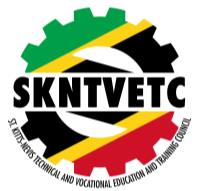 SKNTVETC
ST. KITTS-NEVIS TECHNICAL AND VOCATIONAL EDUCATION AND TRAINING COUNCIL